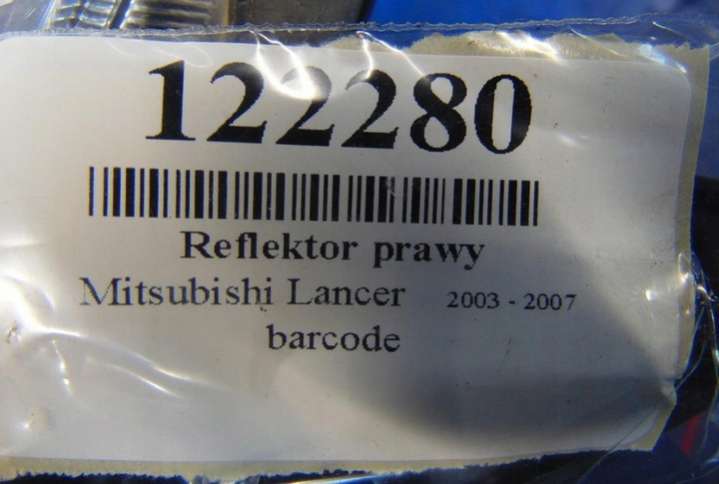 122280
Reflektor prawy
Mitsubishi Lancer 2003 - 2007
barcode